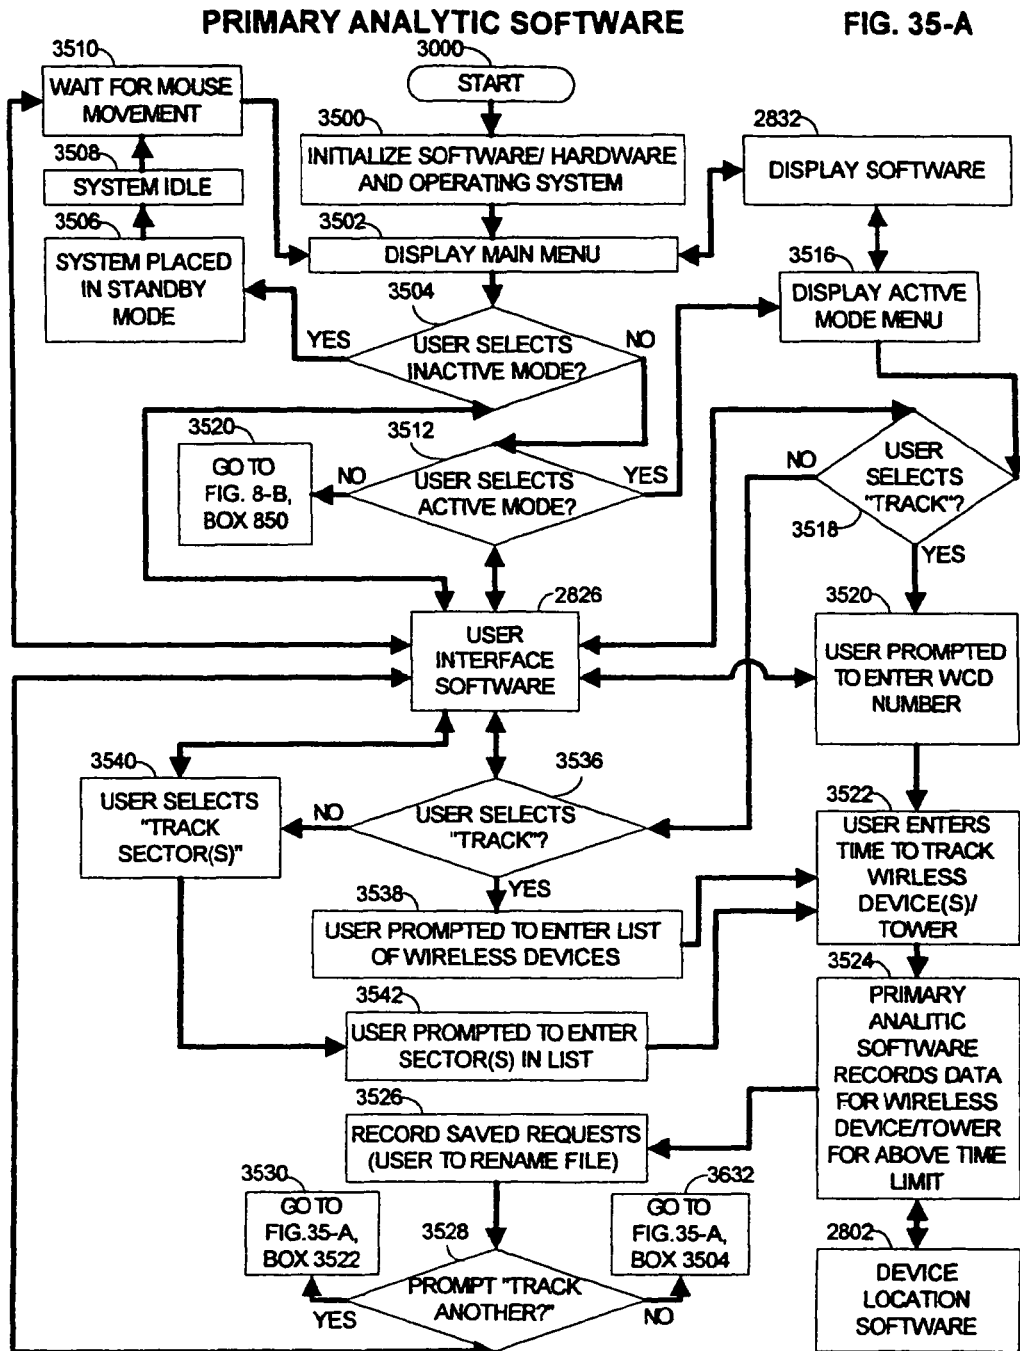 PRIMARY ANALYTIC SOFTWARE
FIG. 35-A
3510
WAIT FOR MOUSE
MOVEMENT
3000
START
3500
INITIALIZE SOFTWARE/ HARDWARE
AND OPERATING SYSTEM
2832
DISPLAY SOFTWARE
3508
SYSTEM IDLE
3506
SYSTEM PLACED
IN STANDBY
MODE
3502
DISPLAY MAIN MENU
3516
DISPLAY ACTIVE
MODE MENU
3504
YES
USER SELECTS
INACTIVE MODE?
NO
3520
GO TO
FIG. 8-B,
BOX 850
3512
NO
USER SELECTS
ACTIVE MODE?
YES
NO
USER
SELECTS
"TRACK"?
3518
YES
2826
USER
INTERFACE
SOFTWARE
3520
USER PROMPTED
TO ENTER WCD
NUMBER
3540
USER SELECTS
"TRACK
SECTOR(S)"
3536
NO
USER SELECTS
"TRACK"?
YES
3522
USER ENTERS
TIME TO TRACK
WIRLESS
DEVICE(S)/
TOWER
3538
USER PROMPTED TO ENTER LIST
OF WIRELESS DEVICES
3542
USER PROMPTED TO ENTER
SECTOR(S) IN LIST
3524
PRIMARY
ANALITIC
SOFTWARE
RECORDS DATA
FOR WIRELESS
DEVICE/TOWER
FOR ABOVE TIME
LIMIT
3526
RECORD SAVED REQUESTS
(USER TO RENAME FILE)
3530
GO TO
FIG.35-A,
BOX 3522
3528
PROMPT "TRACK
ANOTHER?"
YES
NO
3632
GO TO
FIG.35-A,
BOX 3504
2802
DEVICE
LOCATION
SOFTWARE